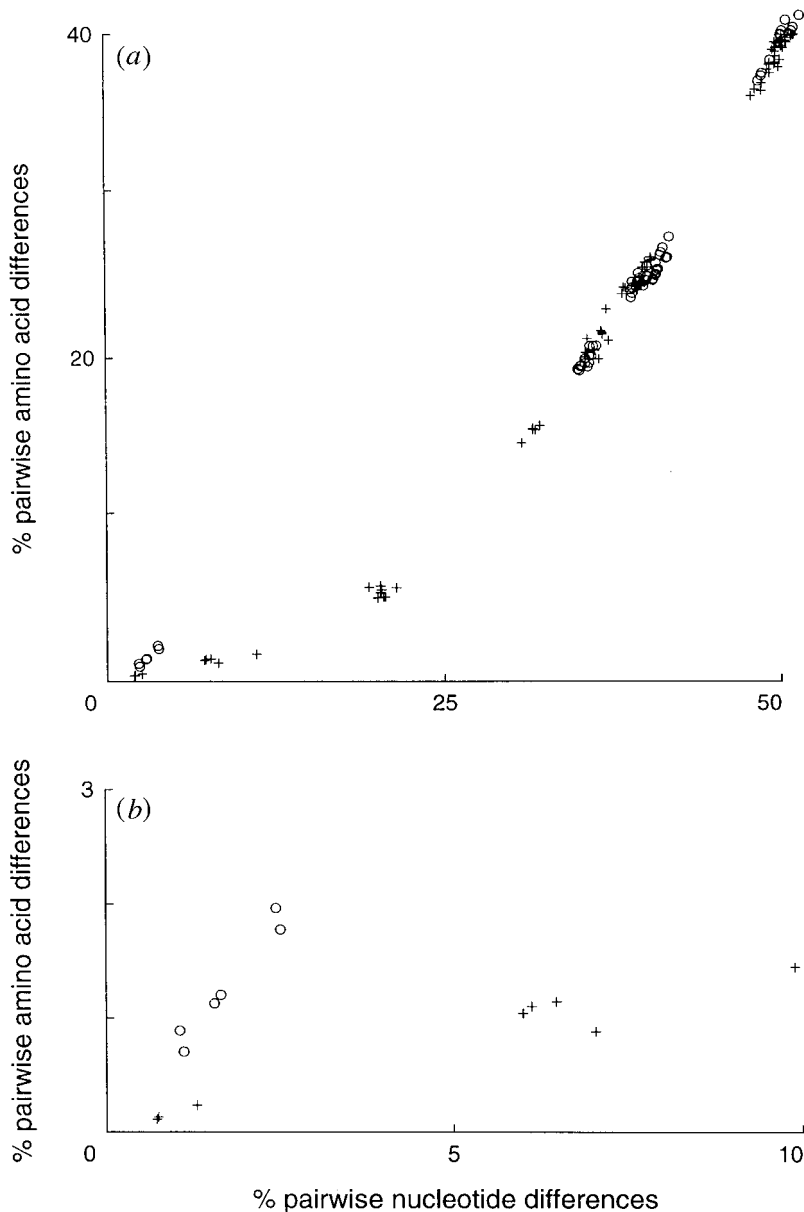 40
(a)
% pairwise amino acid differences
20
0
25
50
3
(b)
% pairwise amino acid differences
0
5
10
% pairwise nucleotide differences